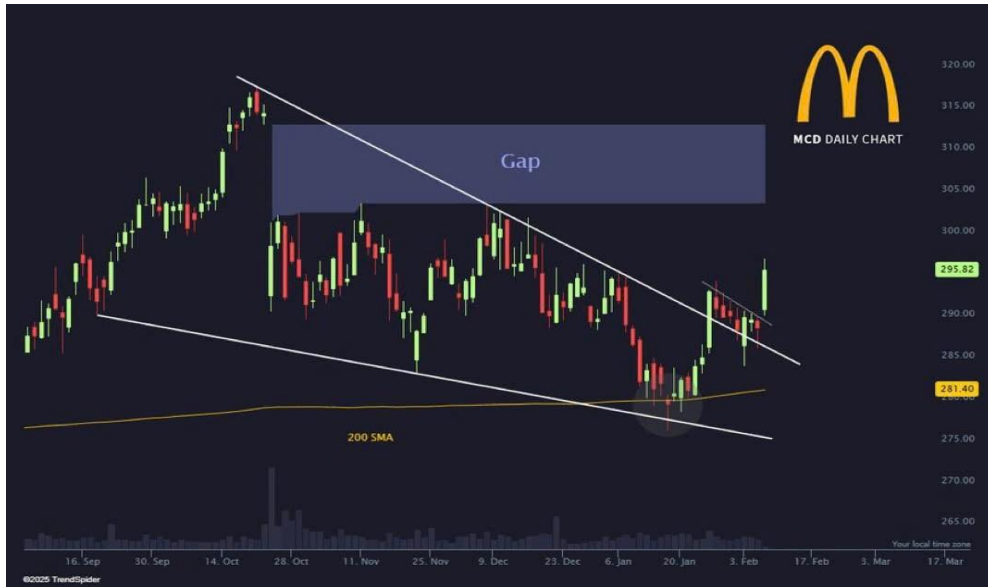 320.00
315.00
MCD DAILY CHART
310.00
Gap
305.00
300.00
295.82
290.00
285.00
281.40
280.00
275.00
200 SMA
270.00
265.00
Your local time zone
16. Sep 30. Sep 14. Oct 28. Oct 11. Nov 25. Nov 9. Dec 23. Dec 6. Jan 20. Jan 3. Feb 17. Feb 3. Mar 17. Mar
©2025 TrendSpider